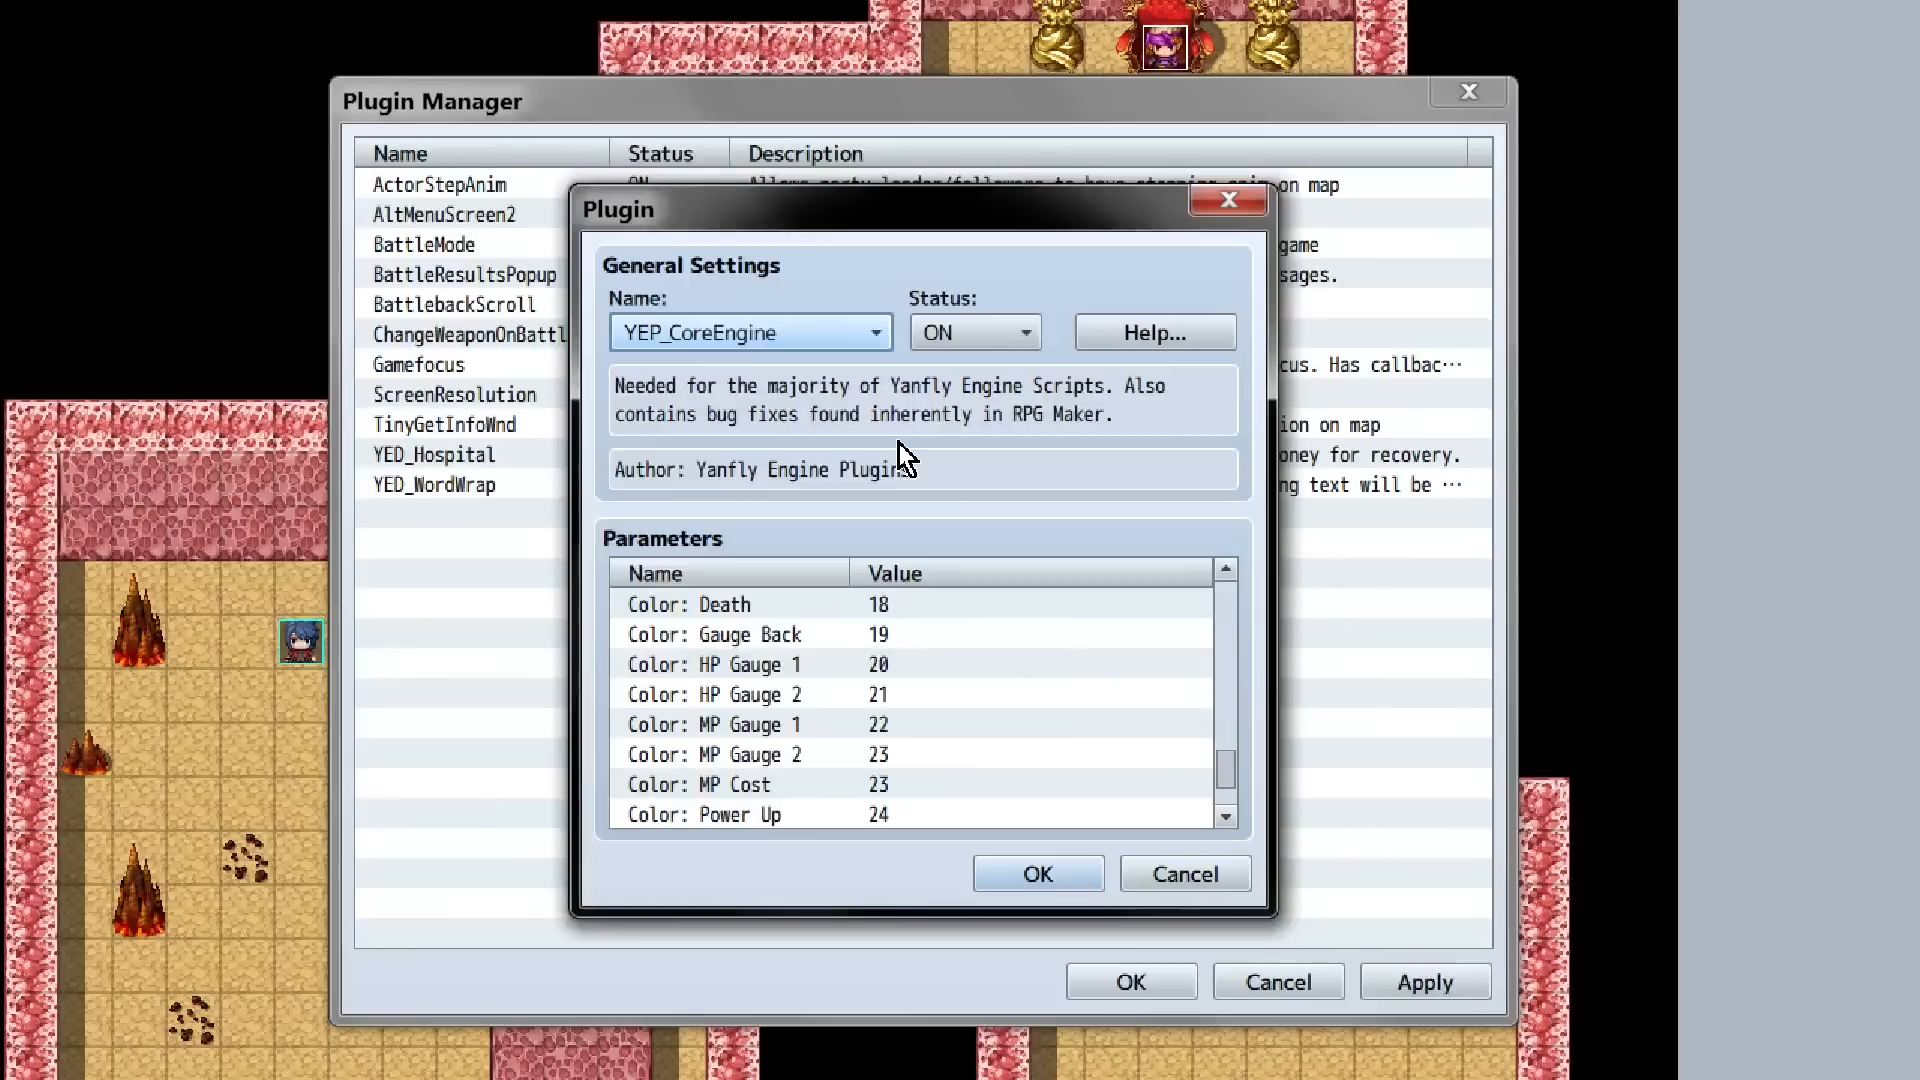 Plugin Manager
X
Name Status Description
ActorStepAnim
on map
AltMenuScreen2
BattleMode
game
BattleResultsPopup
sages.
BattlebackScroll
ChangeWeaponOnBattl
Gamefocus
cus. Has callbac…
ScreenResolution
TinyGetInfoWnd
ion on map
YED_Hospital
oney for recovery.
YED_WordWrap
ng text will be …
Plugin
X
General Settings
Name: Status:
YEP_CoreEngine ON Help...
Needed for the majority of Yanfly Engine Scripts. Also
contains bug fixes found inherently in RPG Maker.
Author: Yanfly Engine Plugins
Parameters
Name Value
Color: Death 18
Color: Gauge Back 19
Color: HP Gauge 1 20
Color: HP Gauge 2 21
Color: MP Gauge 1 22
Color: MP Gauge 2 23
Color: MP Cost 23
Color: Power Up 24
OK Cancel
OK Cancel Apply